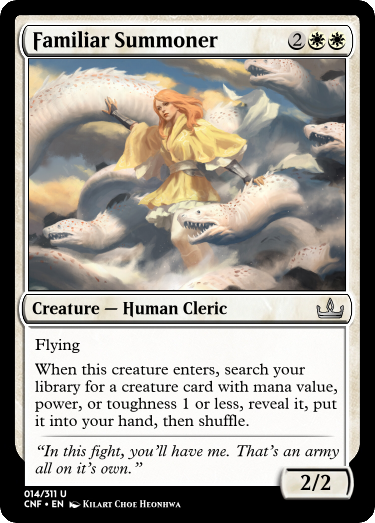 Familiar Summoner 2
Creature — Human Cleric
Flying
When this creature enters, search your
library for a creature card with mana value,
power, or toughness 1 or less, reveal it, put
it into your hand, then shuffle.
“In this fight, you’ll have me. That’s an army
all on it’s own.”
2/2
014/311 U
CNF • EN Kilart Choe Heonhwa